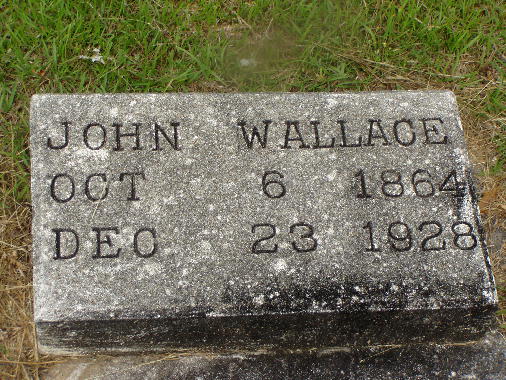 JOHN WALLACE
OCT 6 1864
DEC 23 1928